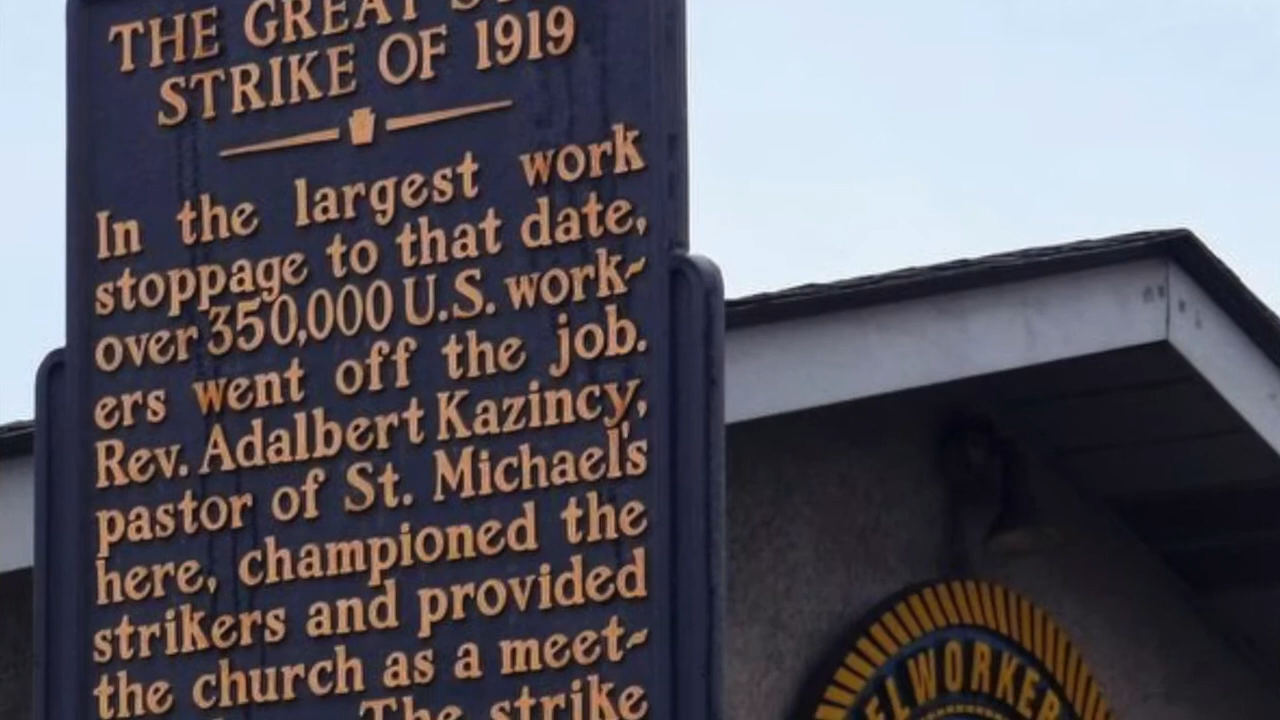 THE GREAT
STRIKE OF 1919
In the largest work
stoppage to that date,
over 350,000 U.S. work-
ers went off the job.
Rev. Adalbert Kazincy,
pastor of St. Michael's
here, championed the
strikers and provided
the church as a meet-
The strike
ELWORKER